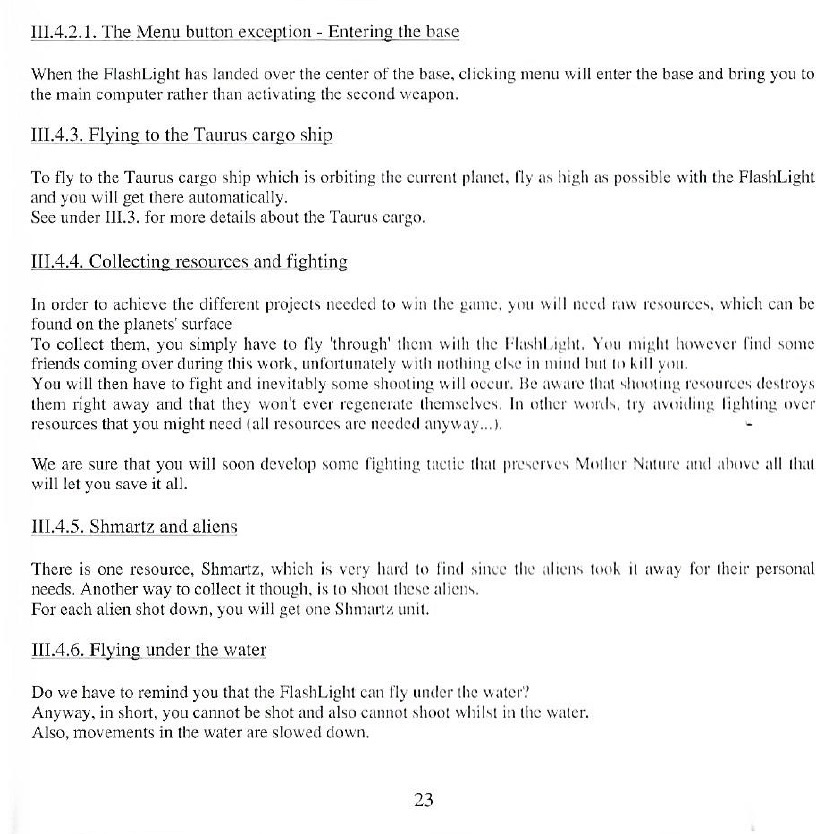 III.4.2.1. The Menu button exception - Entering the base
When the FlashLight has landed over the center of the base, clicking menu will enter the base and bring you to
the main computer rather than activating the second weapon.
III.4.3. Flying to the Taurus cargo ship
To fly to the Taurus cargo ship which is orbiting the current planet, fly as high as possible with the FlashLight
and you will get there automatically.
See under III.3. for more details about the Taurus cargo.
III.4.4. Collecting resources and fighting
In order to achieve the different projects needed to win the game, you will need raw resources, which can be
found on the planets' surface
To collect them, you simply have to fly 'through' them with the FlashLight. You might however find some
friends coming over during this work, unfortunately with nothing else in mind but to kill you.
You will then have to fight and inevitably some shooting will occur. Be aware that shooting resources destroys
them right away and that they won't ever regenerate themselves. In other words, try avoiding fighting over
resources that you might need (all resources are needed anyway...).
We are sure that you will soon develop some fighting tactic that preserves Mother Nature and above all that
will let you save it all.
III.4.5. Shmartz and aliens
There is one resource, Shmartz, which is very hard to find since the aliens took it away for their personal
needs. Another way to collect it though, is to shoot these aliens.
For each alien shot down, you will get one Shmartz unit.
III.4.6. Flying under the water
Do we have to remind you that the FlashLight can fly under the water?
Anyway, in short, you cannot be shot and also cannot shoot whilst in the water.
Also, movements in the water are slowed down.
23